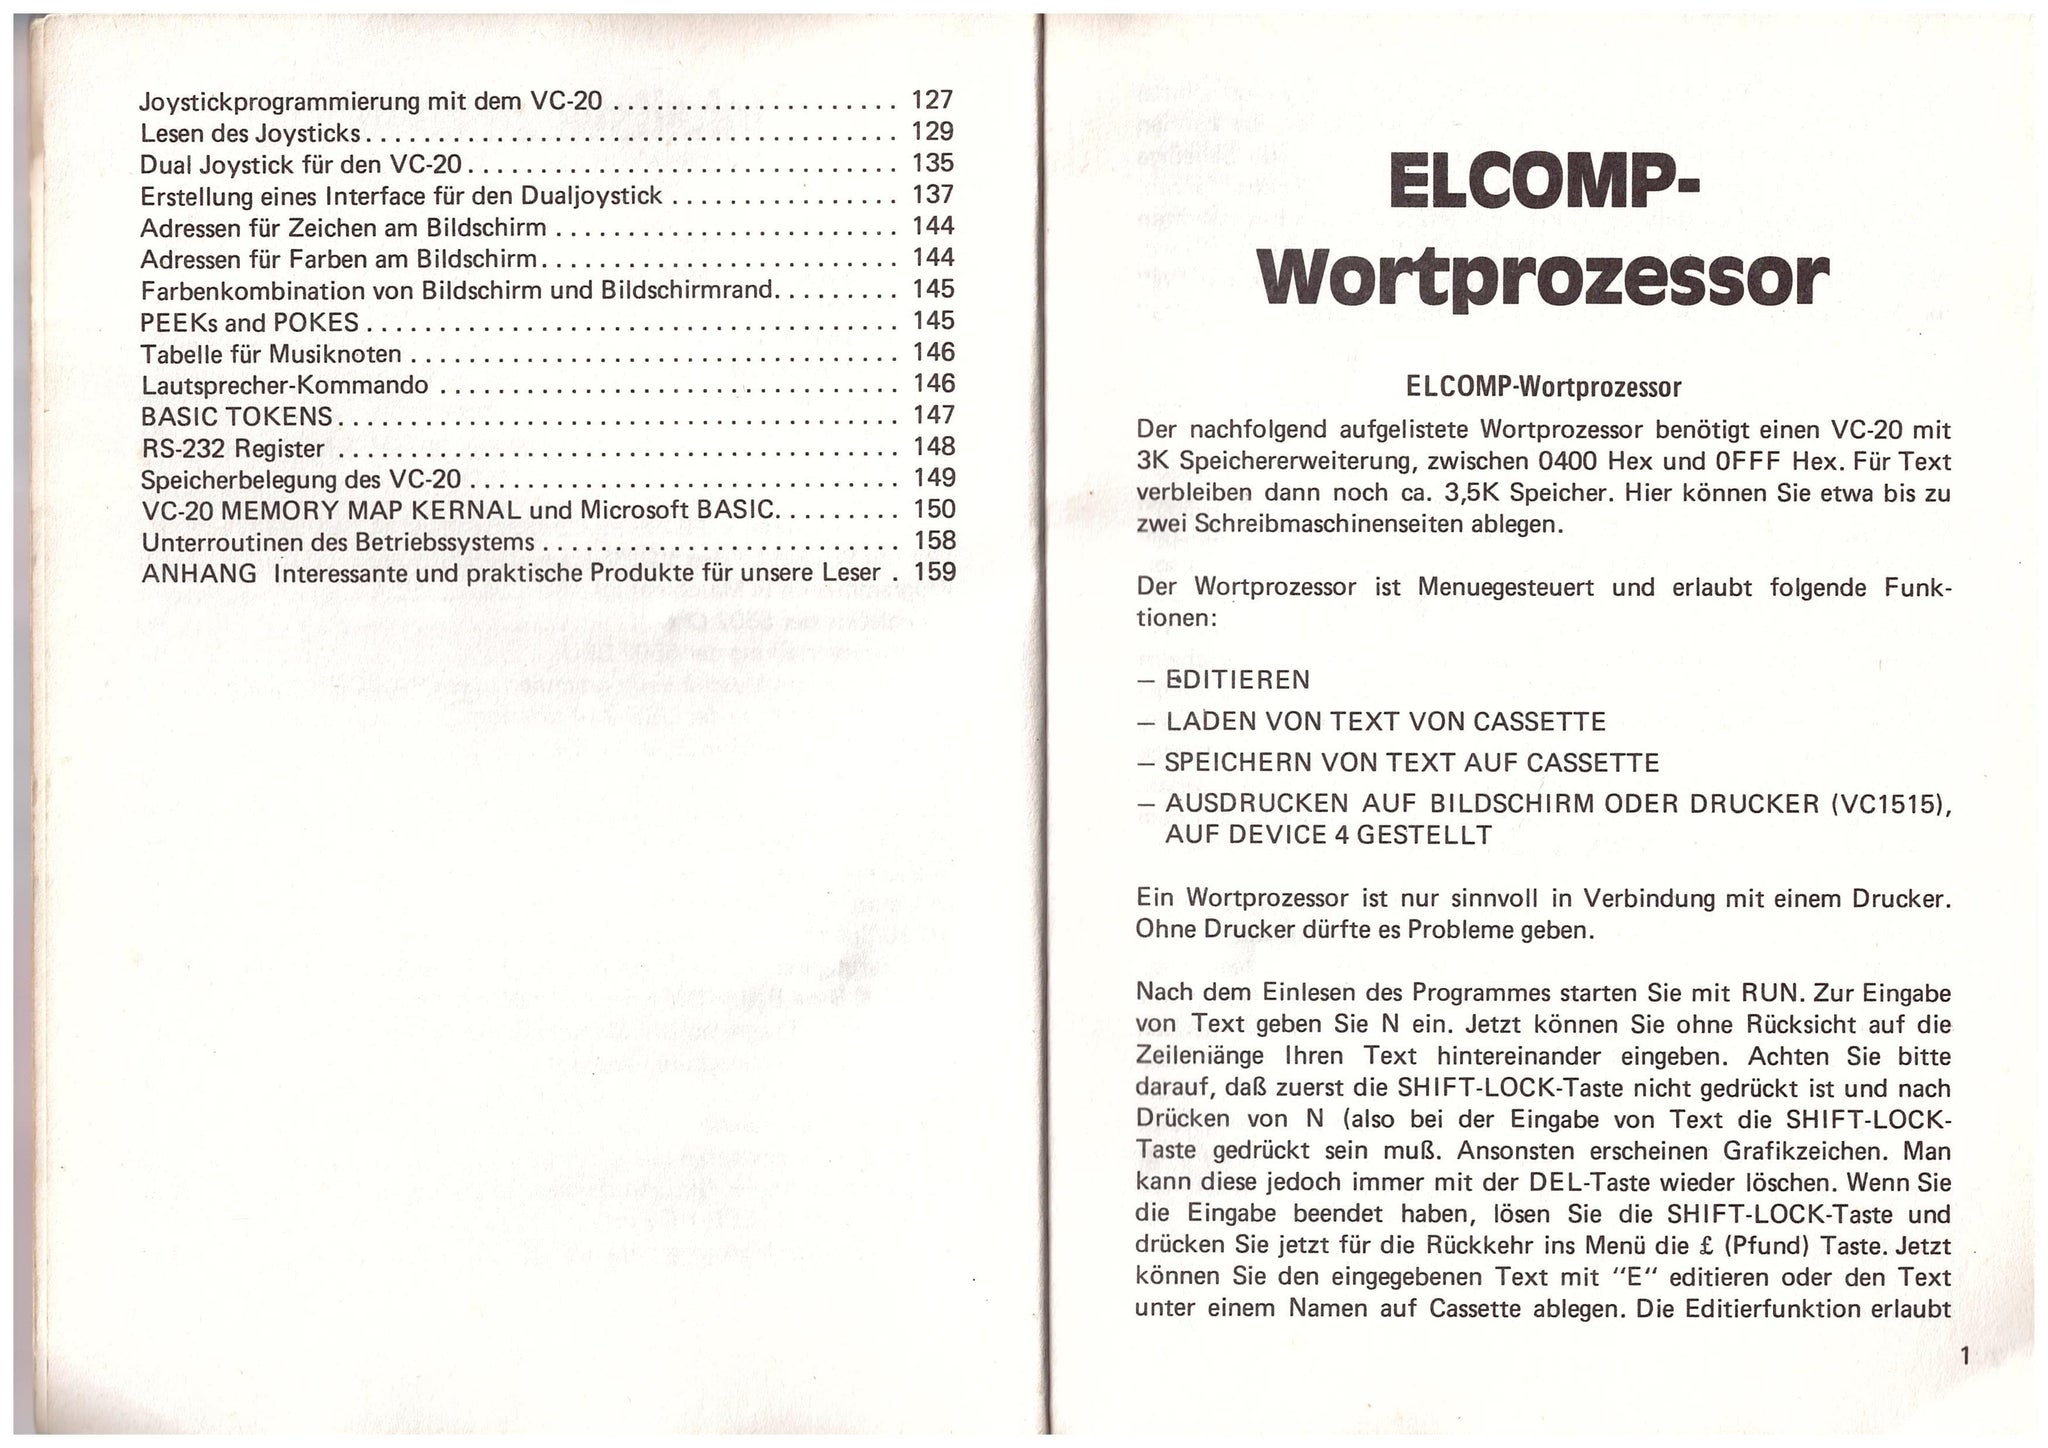 Joystickprogrammierung mit dem VC-20 . . . . . . . . . . . . . . . . . . . . 127
Lesen des Joysticks . . . . . . . . . . . . . . . . . . . . . . . . . . . . . . . . . . . . . 129
Dual Joystick für den VC-20 . . . . . . . . . . . . . . . . . . . . . . . . . . . . . . 135
Erstellung eines Interface für den Dualjoystick . . . . . . . . . . . . . . . . 137
Adressen für Zeichen am Bildschirm . . . . . . . . . . . . . . . . . . . . . . . . 144
Adressen für Farben am Bildschirm . . . . . . . . . . . . . . . . . . . . . . . . . 144
Farbenkombination von Bildschirm und Bildschirmrand . . . . . . . . . 145
PEEKs and POKES . . . . . . . . . . . . . . . . . . . . . . . . . . . . . . . . . . . . . 145
Tabelle für Musiknoten . . . . . . . . . . . . . . . . . . . . . . . . . . . . . . . . . . 146
Lautsprecher-Kommando . . . . . . . . . . . . . . . . . . . . . . . . . . . . . . . . 146
BASIC TOKENS . . . . . . . . . . . . . . . . . . . . . . . . . . . . . . . . . . . . . . . 147
RS-232 Register . . . . . . . . . . . . . . . . . . . . . . . . . . . . . . . . . . . . . . . 148
Speicherbelegung des VC-20 . . . . . . . . . . . . . . . . . . . . . . . . . . . . . . 149
VC-20 MEMORY MAP KERNAL und Microsoft BASIC . . . . . . . . . 150
Unterroutinen des Betriebssystems . . . . . . . . . . . . . . . . . . . . . . . . . 158
ANHANG Interessante und praktische Produkte für unsere Leser . 159
ELCOMP-
Wortprozessor
ELCOMP-Wortprozessor
Der nachfolgend aufgelistete Wortprozessor benötigt einen VC-20 mit
3K Speichererweiterung, zwischen 0400 Hex und 0FFF Hex. Für Text
verbleiben dann noch ca. 3,5K Speicher. Hier können Sie etwa bis zu
zwei Schreibmaschinenseiten ablegen.
Der Wortprozessor ist Menuegesteuert und erlaubt folgende Funk-
tionen:
— EDITIEREN
— LADEN VON TEXT VON CASSETTE
— SPEICHERN VON TEXT AUF CASSETTE
— AUSDRUCKEN AUF BILDSCHIRM ODER DRUCKER (VC1515),
AUF DEVICE 4 GESTELLT
Ein Wortprozessor ist nur sinnvoll in Verbindung mit einem Drucker.
Ohne Drucker dürfte es Probleme geben.
Nach dem Einlesen des Programmes starten Sie mit RUN. Zur Eingabe
von Text geben Sie N ein. Jetzt können Sie ohne Rücksicht auf die
Zeileniänge Ihren Text hintereinander eingeben. Achten Sie bitte
darauf, daß zuerst die SHIFT-LOCK-Taste nicht gedrückt ist und nach
Drücken von N (also bei der Eingabe von Text die SHIFT-LOCK-
Taste gedrückt sein muß. Ansonsten erscheinen Grafikzeichen. Man
kann diese jedoch immer mit der DEL-Taste wieder löschen. Wenn Sie
die Eingabe beendet haben, lösen Sie die SHIFT-LOCK-Taste und
drücken Sie jetzt für die Rückkehr ins Menü die £ (Pfund) Taste. Jetzt
können Sie den eingegebenen Text mit "E" editieren oder den Text
unter einem Namen auf Cassette ablegen. Die Editierfunktion erlaubt
1